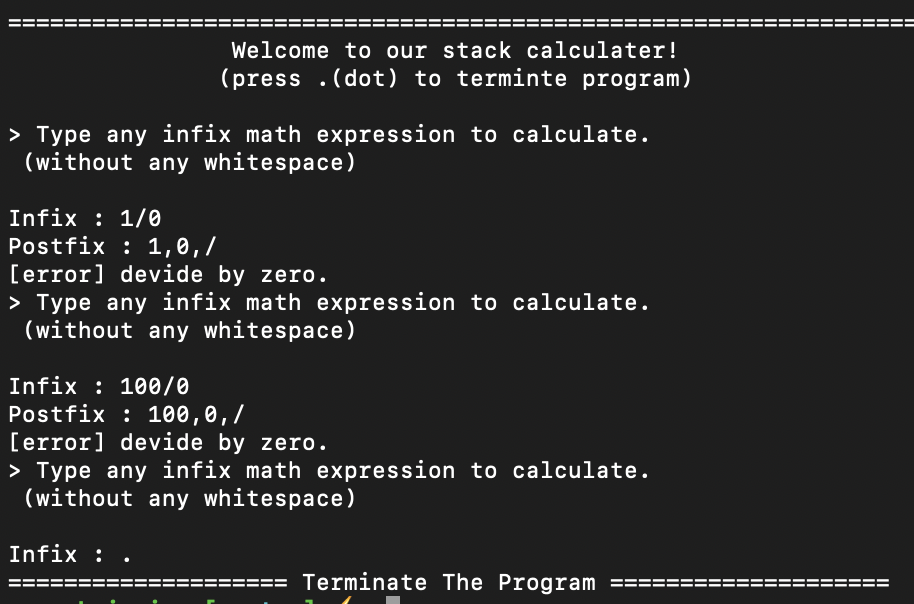 =================================================================
Welcome to our stack calculater!
(press .(dot) to terminte program)
> Type any infix math expression to calculate.
(without any whitespace)
Infix : 1/0
Postfix : 1,0,/
[error] devide by zero.
> Type any infix math expression to calculate.
(without any whitespace)
Infix : 100/0
Postfix : 100,0,/
[error] devide by zero.
> Type any infix math expression to calculate.
(without any whitespace)
Infix : .
==================== Terminate The Program ====================